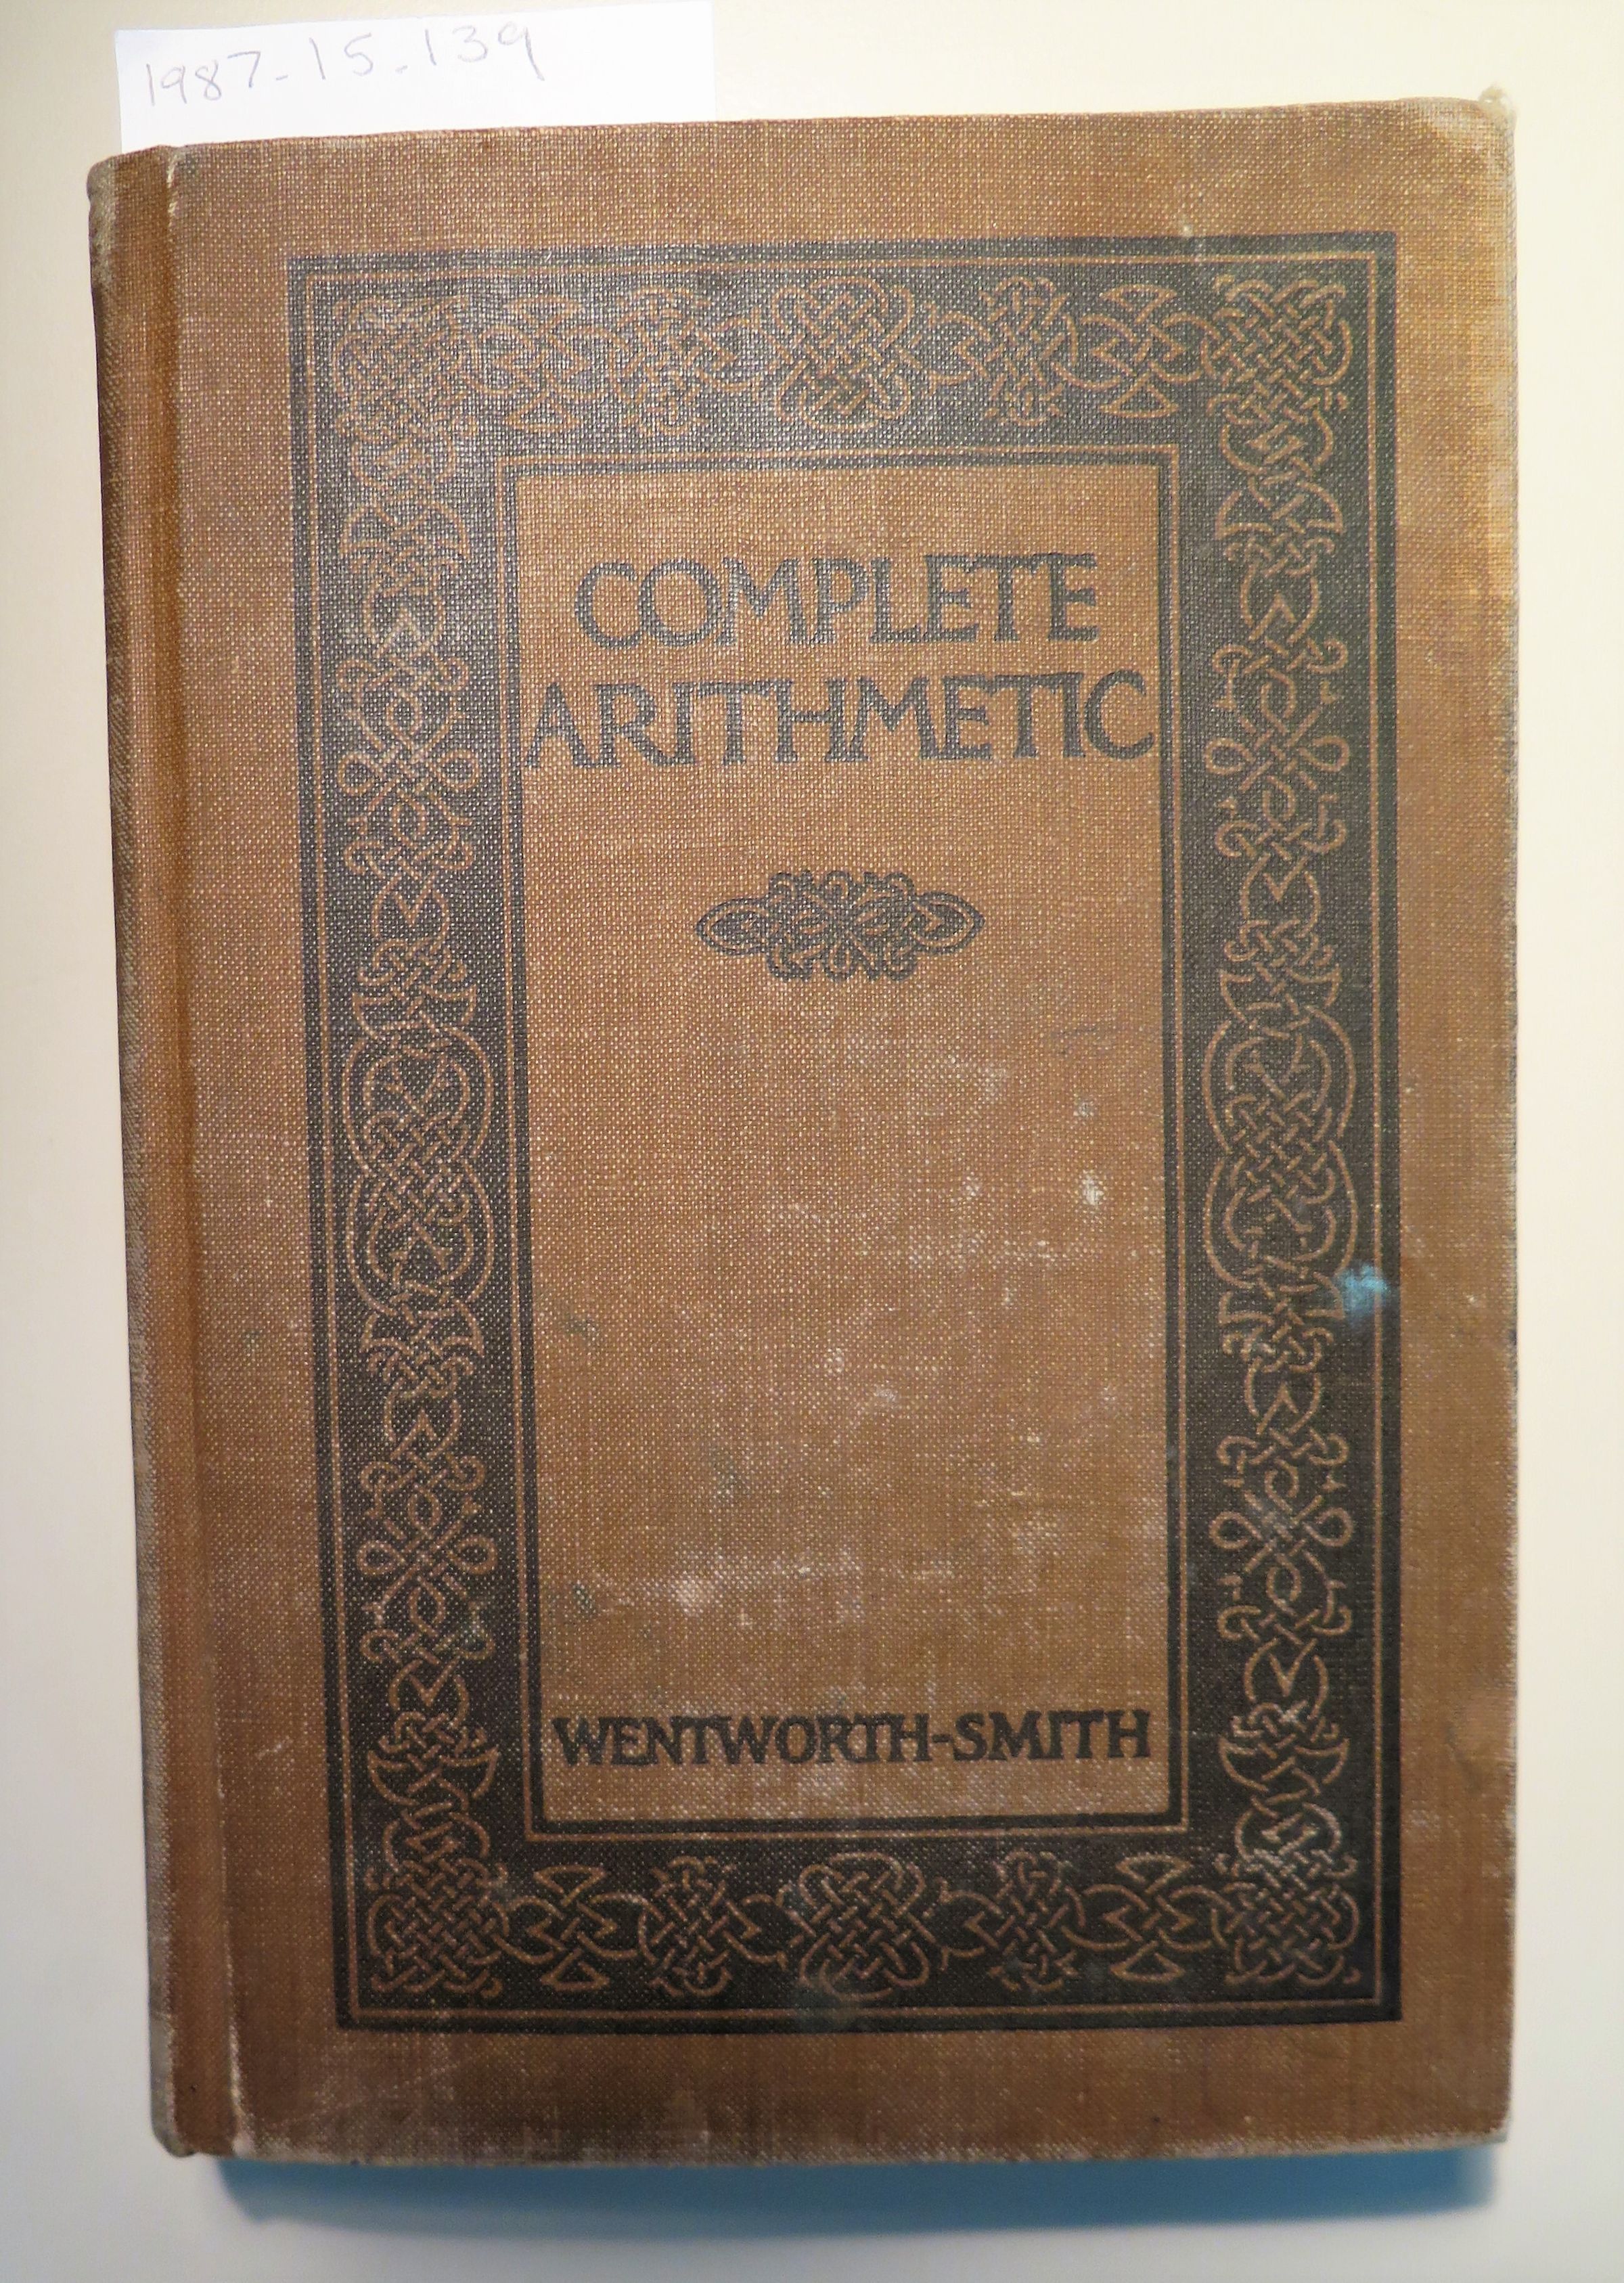 1987-15.139
COMPLETE
ARITHMETIC
WENTWORTH-SMITH